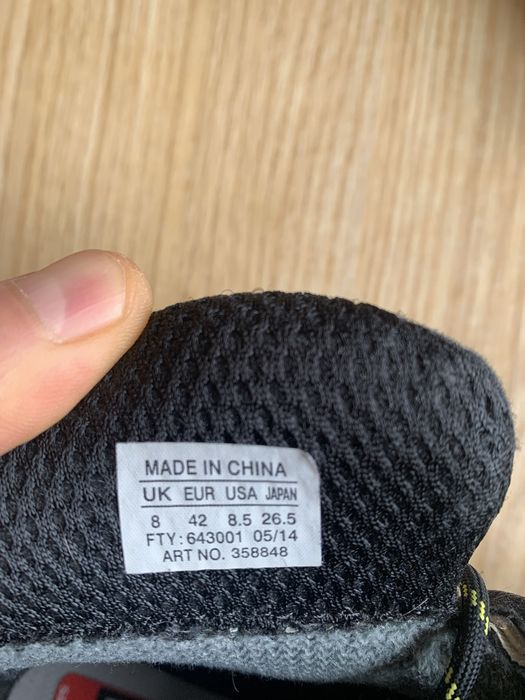 MADE IN CHINA
UK EUR USA JAPAN
8 42 8.5 26.5
FTY: 643001 05/14
ART NO. 358848